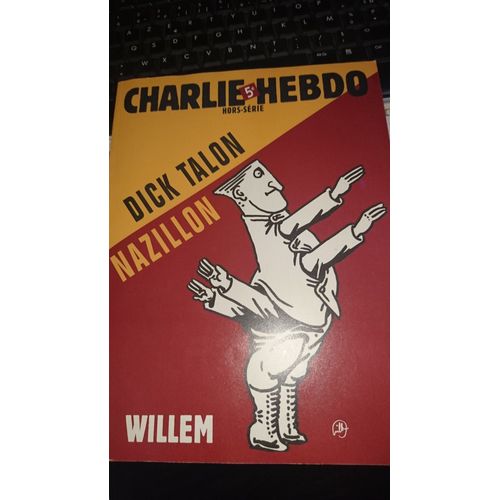 CHARLIE HEBDO
5€
HORS-SÉRIE
DICK TALON
NAZILLON
WILLEM